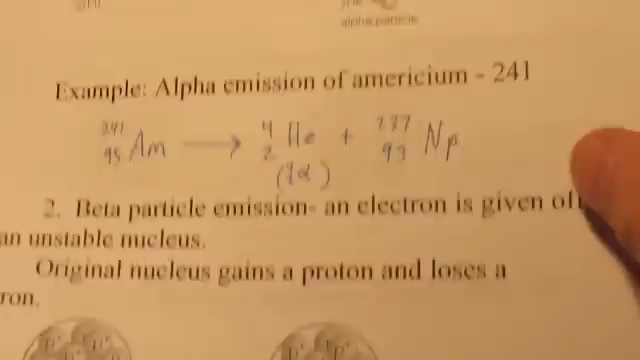 alpha particle
Example: Alpha emission of americium - 241
241 95 Am → 4 2 He + 237 93 Np
2. Beta particle emission- an electron is given of
an unstable nucleus.
Original nucleus gains a proton and loses a
ron.